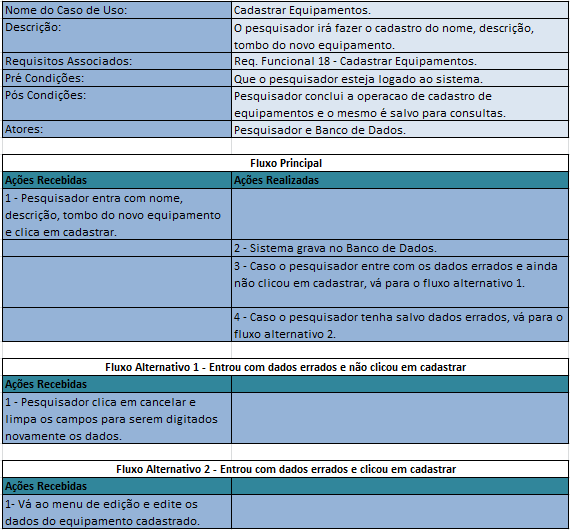 Nome do Caso de Uso: Cadastrar Equipamentos.
Descrição: O pesquisador irá fazer o cadastro do nome, descrição,
tombo do novo equipamento.
Requisitos Associados: Req. Funcional 18 - Cadastrar Equipamentos.
Pré Condições: Que o pesquisador esteja logado ao sistema.
Pós Condições: Pesquisador conclui a operacao de cadastro de
equipamentos e o mesmo é salvo para consultas.
Atores: Pesquisador e Banco de Dados.
Fluxo Principal
Ações Recebidas Ações Realizadas
1 - Pesquisador entra com nome,
descrição, tombo do novo equipamento
e clica em cadastrar.
2 - Sistema grava no Banco de Dados.
3 - Caso o pesquisador entre com os dados errados e ainda
não clicou em cadastrar, vá para o fluxo alternativo 1.
4 - Caso o pesquisador tenha salvo dados errados, vá para o
fluxo alternativo 2.
Fluxo Alternativo 1 - Entrou com dados errados e não clicou em cadastrar
Ações Recebidas
1 - Pesquisador clica em cancelar e
limpa os campos para serem digitados
novamente os dados.
Fluxo Alternativo 2 - Entrou com dados errados e clicou em cadastrar
Ações Recebidas
1- Vá ao menu de edição e edite os
dados do equipamento cadastrado.